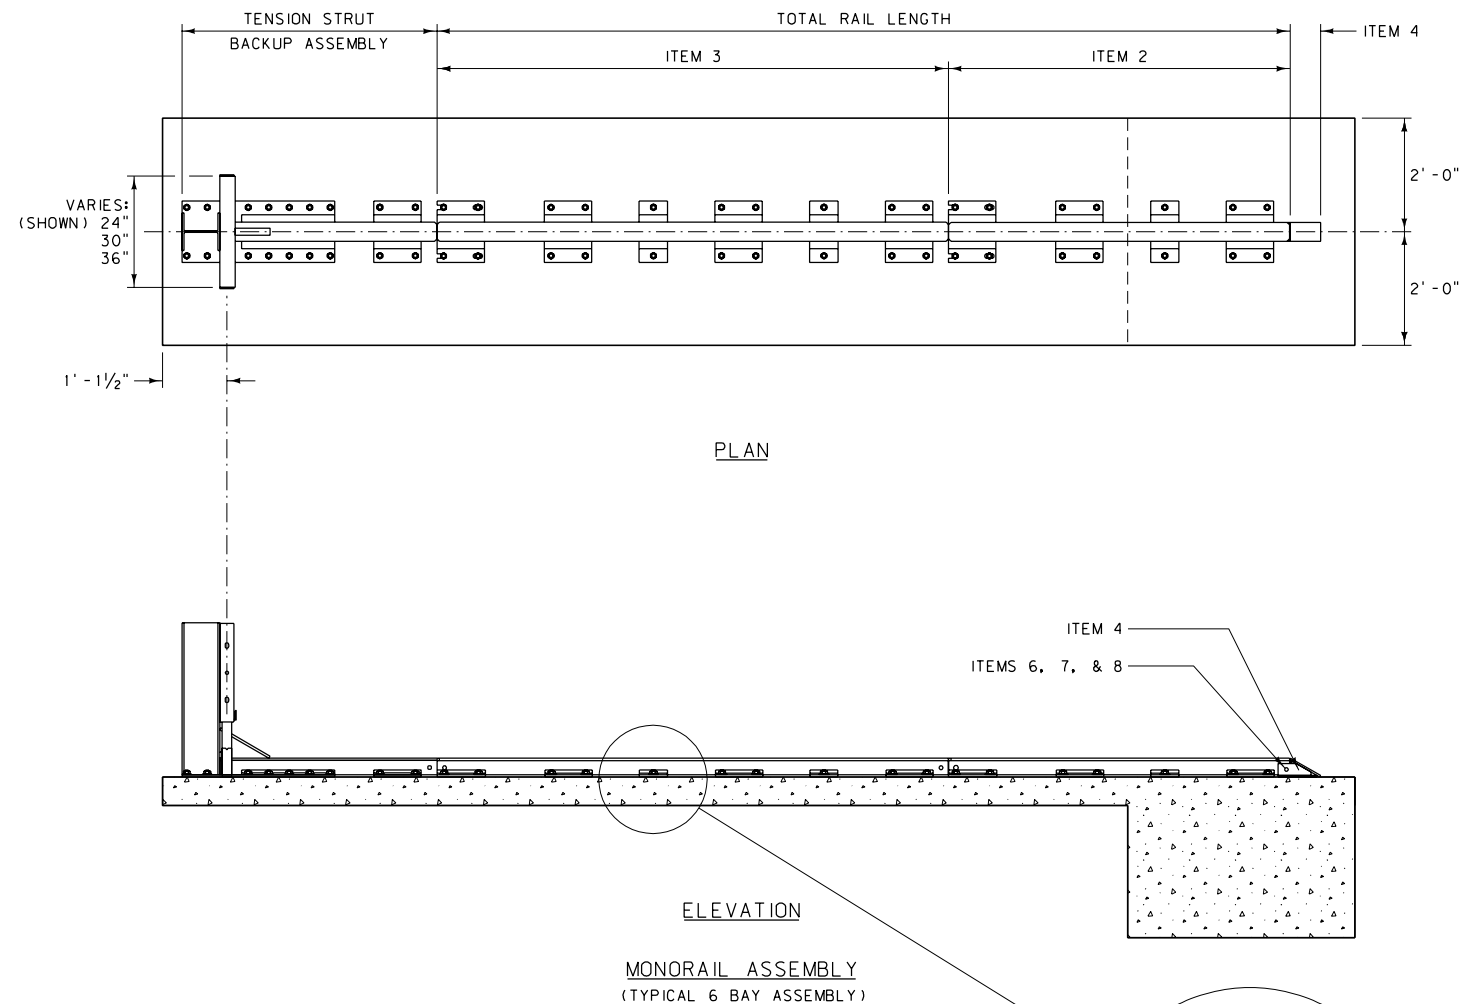 TENSION STRUT
BACKUP ASSEMBLY
TOTAL RAIL LENGTH
ITEM 4
ITEM 3
ITEM 2
VARIES:
(SHOWN) 24"
30"
36"
2'-0"
2'-0"
1'-1½"
PLAN
ITEM 4
ITEMS 6, 7, & 8
ELEVATION
MONORAIL ASSEMBLY
(TYPICAL 6 BAY ASSEMBLY)